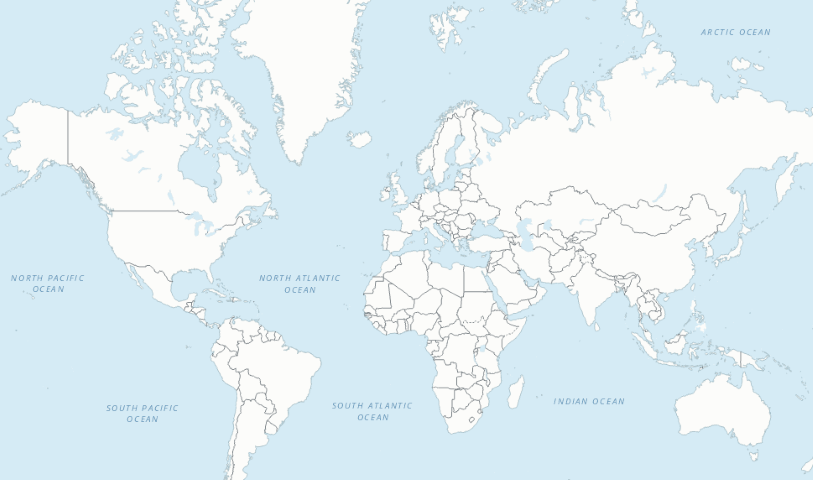 ARCTIC OCEAN
NORTH PACIFIC
OCEAN
NORTH ATLANTIC
OCEAN
SOUTH PACIFIC
OCEAN
SOUTH ATLANTIC
OCEAN
INDIAN OCEAN